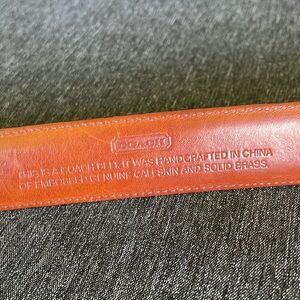 COACH
THIS IS A COACH BELT. IT WAS HANDCRAFTED IN CHINA
OF EMBOSSED GENUINE CALFSKIN AND SOLID BRASS.